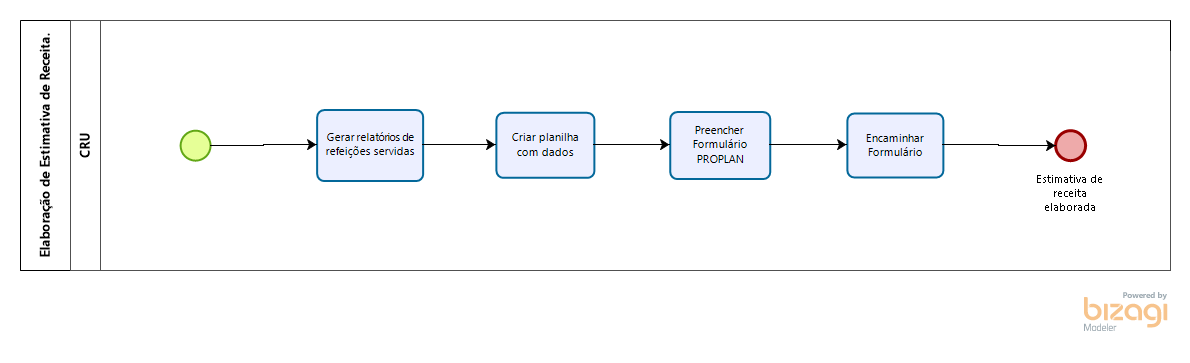 Elaboração de Estimativa de Receita.
CRU
Gerar relatórios de
refeições servidas
Criar planilha
com dados
Preencher
Formulário
PROPLAN
Encaminhar
Formulário
Estimativa de
receita
elaborada
Powered by
bizagi
Modeler